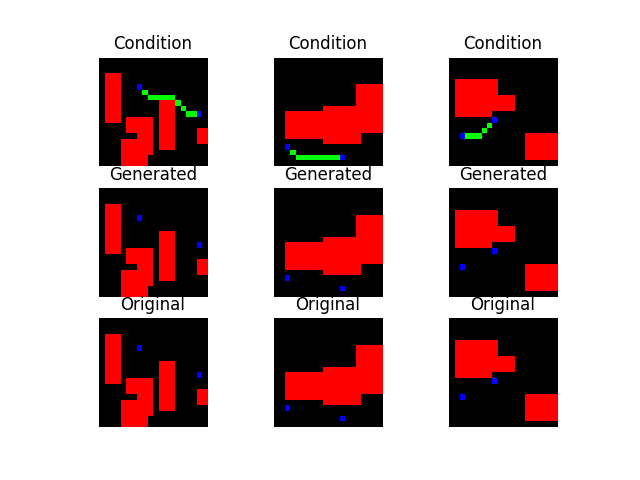 Condition Condition Condition
Generated Generated Generated
Original Original Original